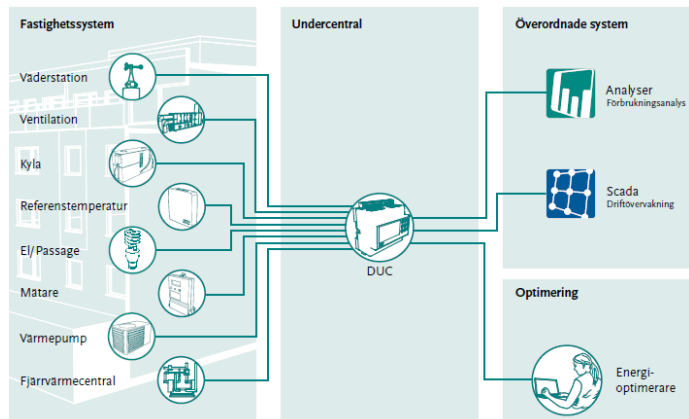 Fastighetssystem
Väderstation
Ventilation
Kyla
Referenstemperatur
El/Passage
Mätare
Värmepump
Fjärrvärmecentral
Undercentral
DUC
Överordnade system
Analyser
Förbrukningsanalys
Scada
Driftövervakning
Optimering
Energi-
optimerare